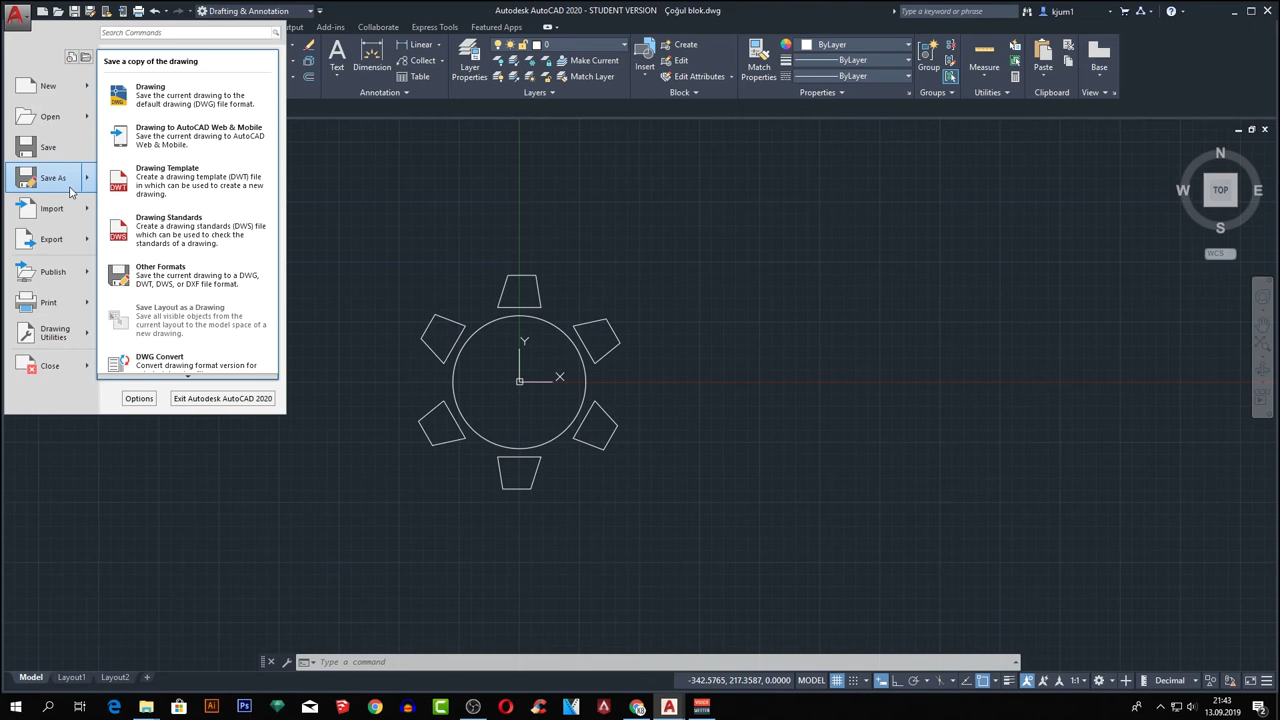 Drafting & Annotation
Autodesk AutoCAD 2020 - STUDENT VERSION Çoğul blok.dwg
Type a keyword or phrase
kjum1
Output
Collaborate
Express Tools
Featured Apps
Search Commands
Save a copy of the drawing
New
Open
Save
Save As
Import
Export
Publish
Print
Drawing
Utilities
Close
Drawing
Save the current drawing to the
default drawing (DWG) file format.
Drawing to AutoCAD Web & Mobile
Save the current drawing to AutoCAD
Web & Mobile.
DWT
Drawing Template
Create a drawing template (DWT) file
in which can be used to create a new
drawing.
DWS
Drawing Standards
Create a drawing standards (DWS) file
which can be used to check the
standards of a drawing.
Other Formats
Save the current drawing to a DWG,
DWT, DWS, or DXF file format.
Save Layout as a Drawing
Save all visible objects from the
current layout to the model space of a
new drawing.
DWG Convert
Convert drawing format version for
Options
Exit Autodesk AutoCAD 2020
Text
Dimension
Linear
Collect
Table
Annotation
Layer
Properties
0
Make Current
Match Layer
Layers
Insert
Create
Edit
Edit Attributes
Block
Match
Properties
ByLayer
ByLayer
ByLayer
Properties
Group
Groups
Measure
Utilities
Paste
Clipboard
Base
View
N
W
TOP
E
S
WCS
Y
X
Type a command
Model
Layout1
Layout2
-342.5765, 217.3587, 0.0000
MODEL
1:1
Decimal
21:43
13.09.2019